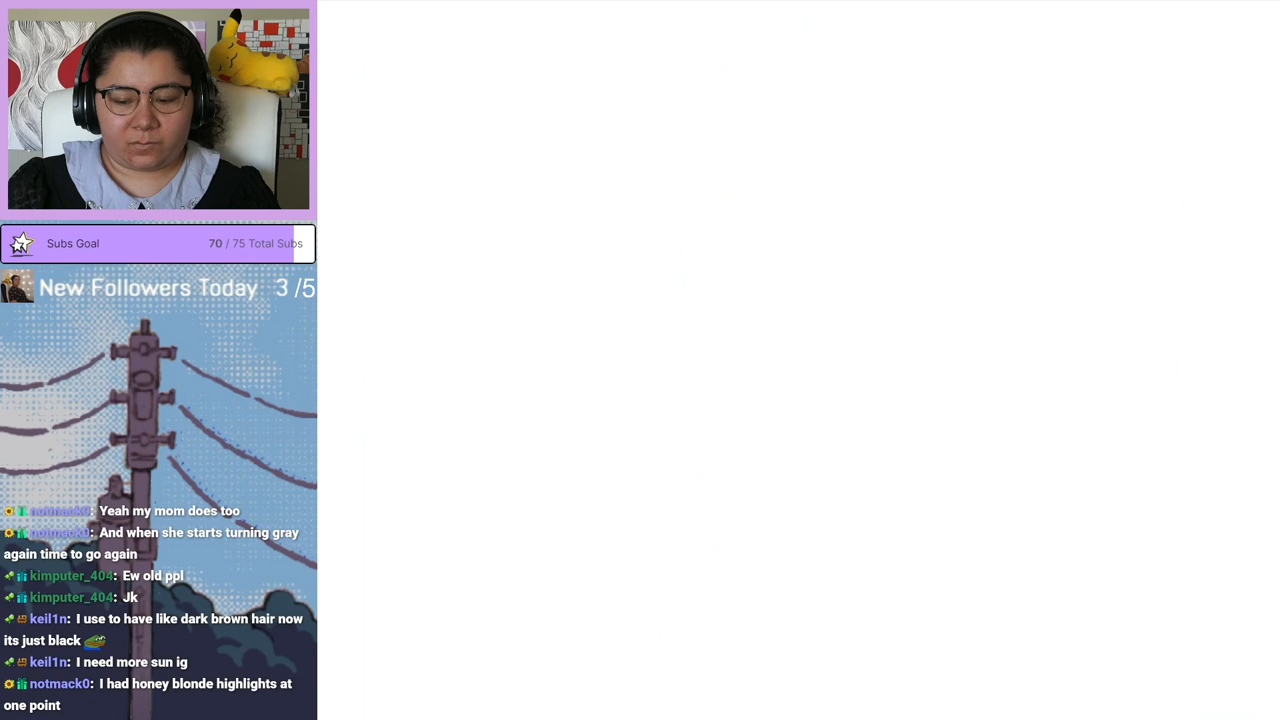 Subs Goal 70 / 75 Total Subs
New Followers Today 3 /5
notmack0: Yeah my mom does too
notmack0: And when she starts turning gray
again time to go again
kimputer_404: Ew old ppl
kimputer_404: Jk
keil1n: I use to have like dark brown hair now
its just black
keil1n: I need more sun ig
notmack0: I had honey blonde highlights at
one point